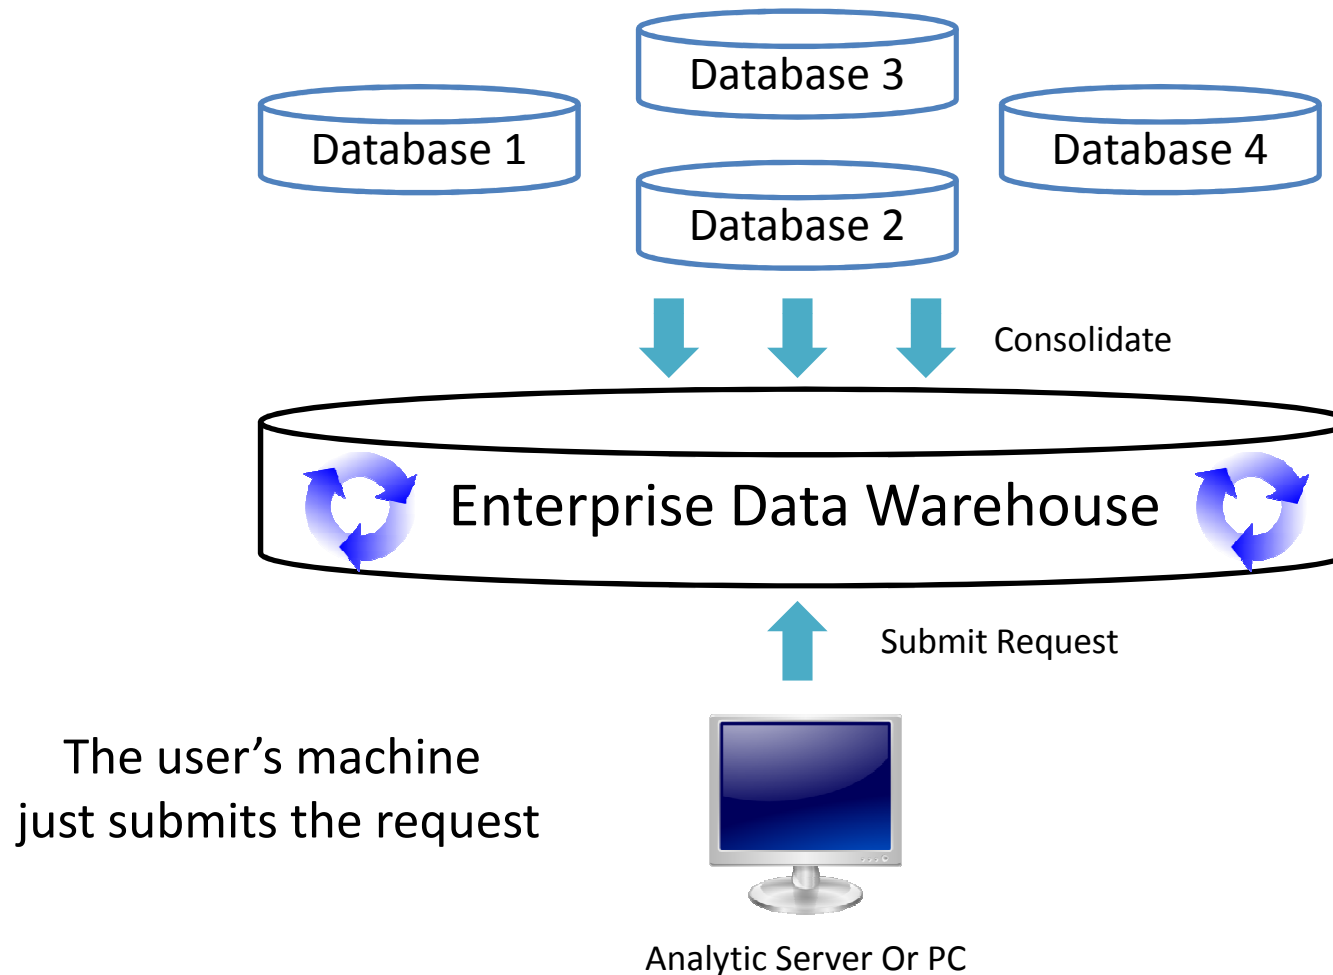 Database 3
Database 1
Database 4
Database 2
Consolidate
Enterprise Data Warehouse
Submit Request
The user’s machine
just submits the request
Analytic Server Or PC